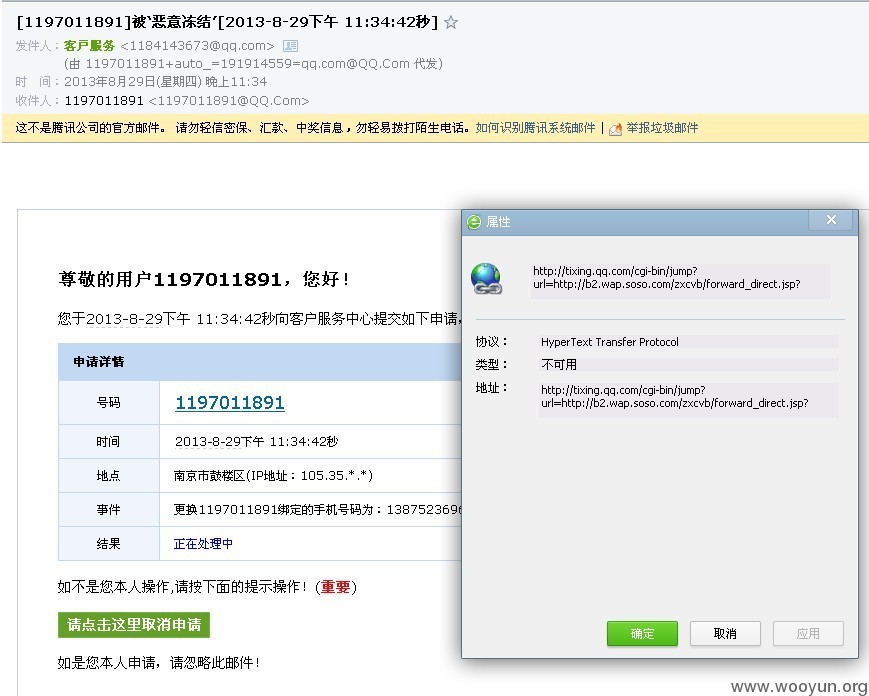 [1197011891]被‘恶意冻结’[2013-8-29下午 11:34:42秒]
发件人：客户服务 <1184143673@qq.com>
(由 1197011891+auto_=191914559=qq.com@QQ.Com 代发)
时 间：2013年8月29日(星期四) 晚上11:34
收件人：1197011891 <1197011891@QQ.Com>
这不是腾讯公司的官方邮件。 请勿轻信密保、汇款、中奖信息，勿轻易拨打陌生电话。如何识别腾讯系统邮件 | 举报垃圾邮件
尊敬的用户1197011891，您好！
您于2013-8-29下午 11:34:42秒向客户服务中心提交如下申请，
申请详情
号码 1197011891
时间 2013-8-29下午 11:34:42秒
地点 南京市鼓楼区(IP地址：105.35.*.*)
事件 更换1197011891绑定的手机号码为：1387523696
结果 正在处理中
如不是您本人操作,请按下面的提示操作！(重要)
请点击这里取消申请
如是您本人申请，请忽略此邮件！
属性
http://tixing.qq.com/cgi-bin/jump?
url=http://b2.wap.soso.com/zxcvb/forward_direct.jsp?
协议： HyperText Transfer Protocol
类型： 不可用
地址： http://tixing.qq.com/cgi-bin/jump?
url=http://b2.wap.soso.com/zxcvb/forward_direct.jsp?
确定 取消 应用
www.wooyun.org